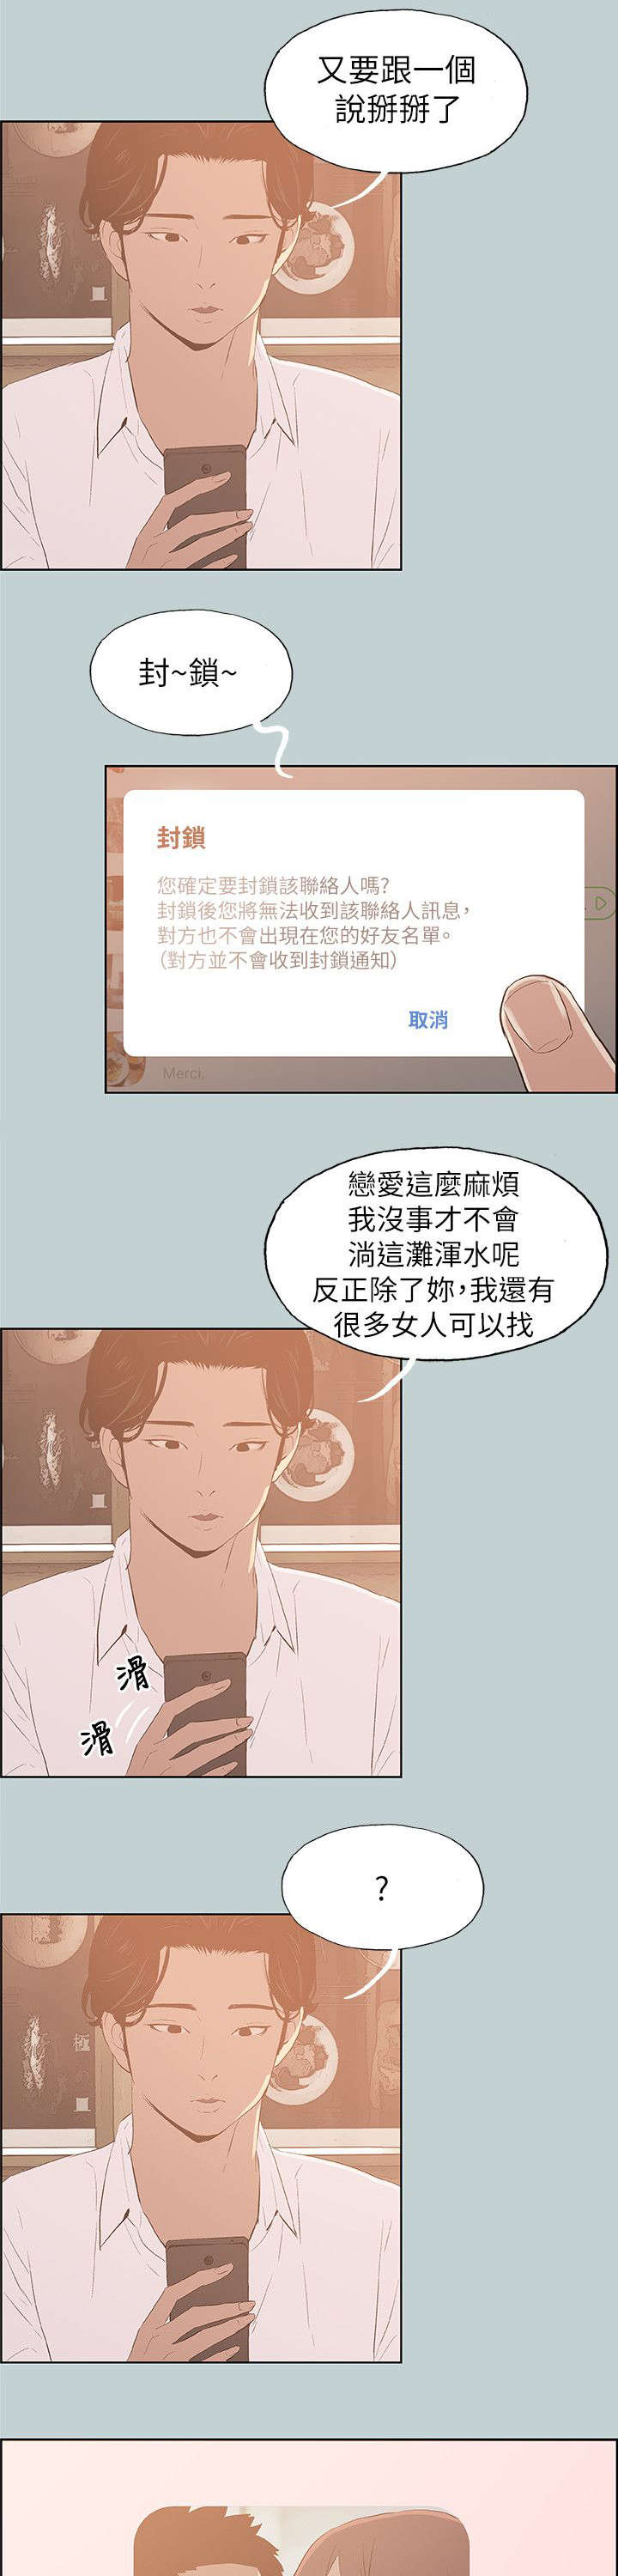 又要跟一個
說掰掰了
封~鎖~
封鎖
您確定要封鎖該聯絡人嗎?
封鎖後您將無法收到該聯絡人訊息,
對方也不會出現在您的好友名單。
(對方並不會收到封鎖通知)
取消
Merci.
戀愛這麼麻煩
我沒事才不會
淌這灘渾水呢
反正除了妳,我還有
很多女人可以找
極
滑
滑
?
極